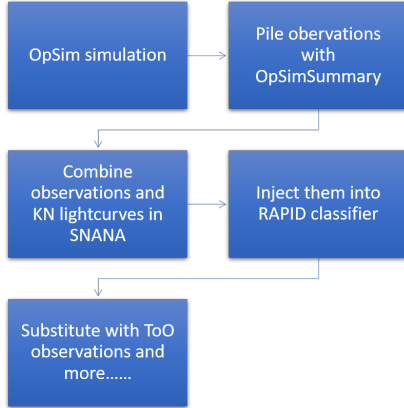 OpSim simulation
Pile obervations
with
OpSimSummary
Combine
observations and
KN lightcurves in
SNANA
Inject them into
RAPID classifier
Substitute with ToO
observations and
more......